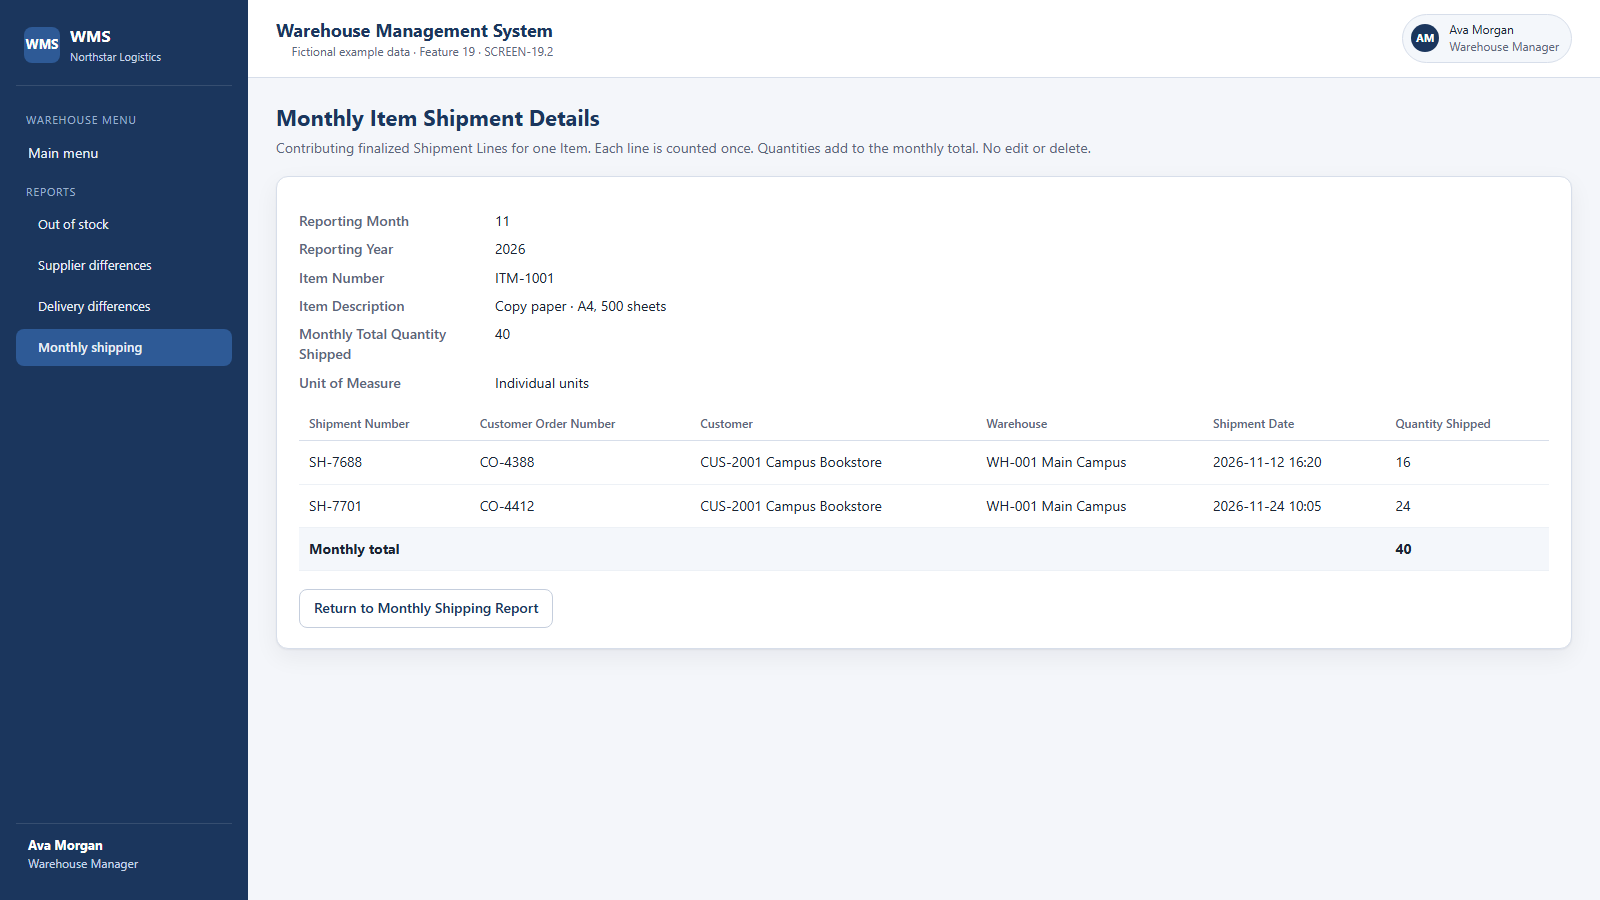 WMS
WMS
Northstar Logistics
WAREHOUSE MENU
Main menu
REPORTS
Out of stock
Supplier differences
Delivery differences
Monthly shipping
Ava Morgan
Warehouse Manager
Warehouse Management System
Fictional example data · Feature 19 · SCREEN-19.2
AM
Ava Morgan
Warehouse Manager
Monthly Item Shipment Details
Contributing finalized Shipment Lines for one Item. Each line is counted once. Quantities add to the monthly total. No edit or delete.
Reporting Month 11
Reporting Year 2026
Item Number ITM-1001
Item Description Copy paper · A4, 500 sheets
Monthly Total Quantity Shipped 40
Unit of Measure Individual units
Shipment Number Customer Order Number Customer Warehouse Shipment Date Quantity Shipped
SH-7688 CO-4388 CUS-2001 Campus Bookstore WH-001 Main Campus 2026-11-12 16:20 16
SH-7701 CO-4412 CUS-2001 Campus Bookstore WH-001 Main Campus 2026-11-24 10:05 24
Monthly total 40
Return to Monthly Shipping Report